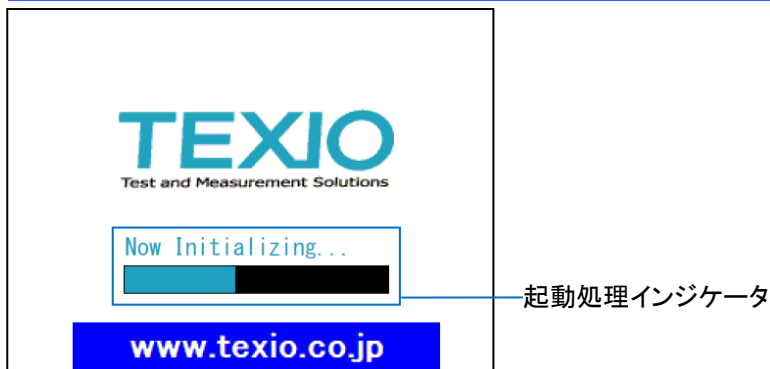 TEXIO
Test and Measurement Solutions
Now Initializing...
起動処理インジケータ
www.texio.co.jp